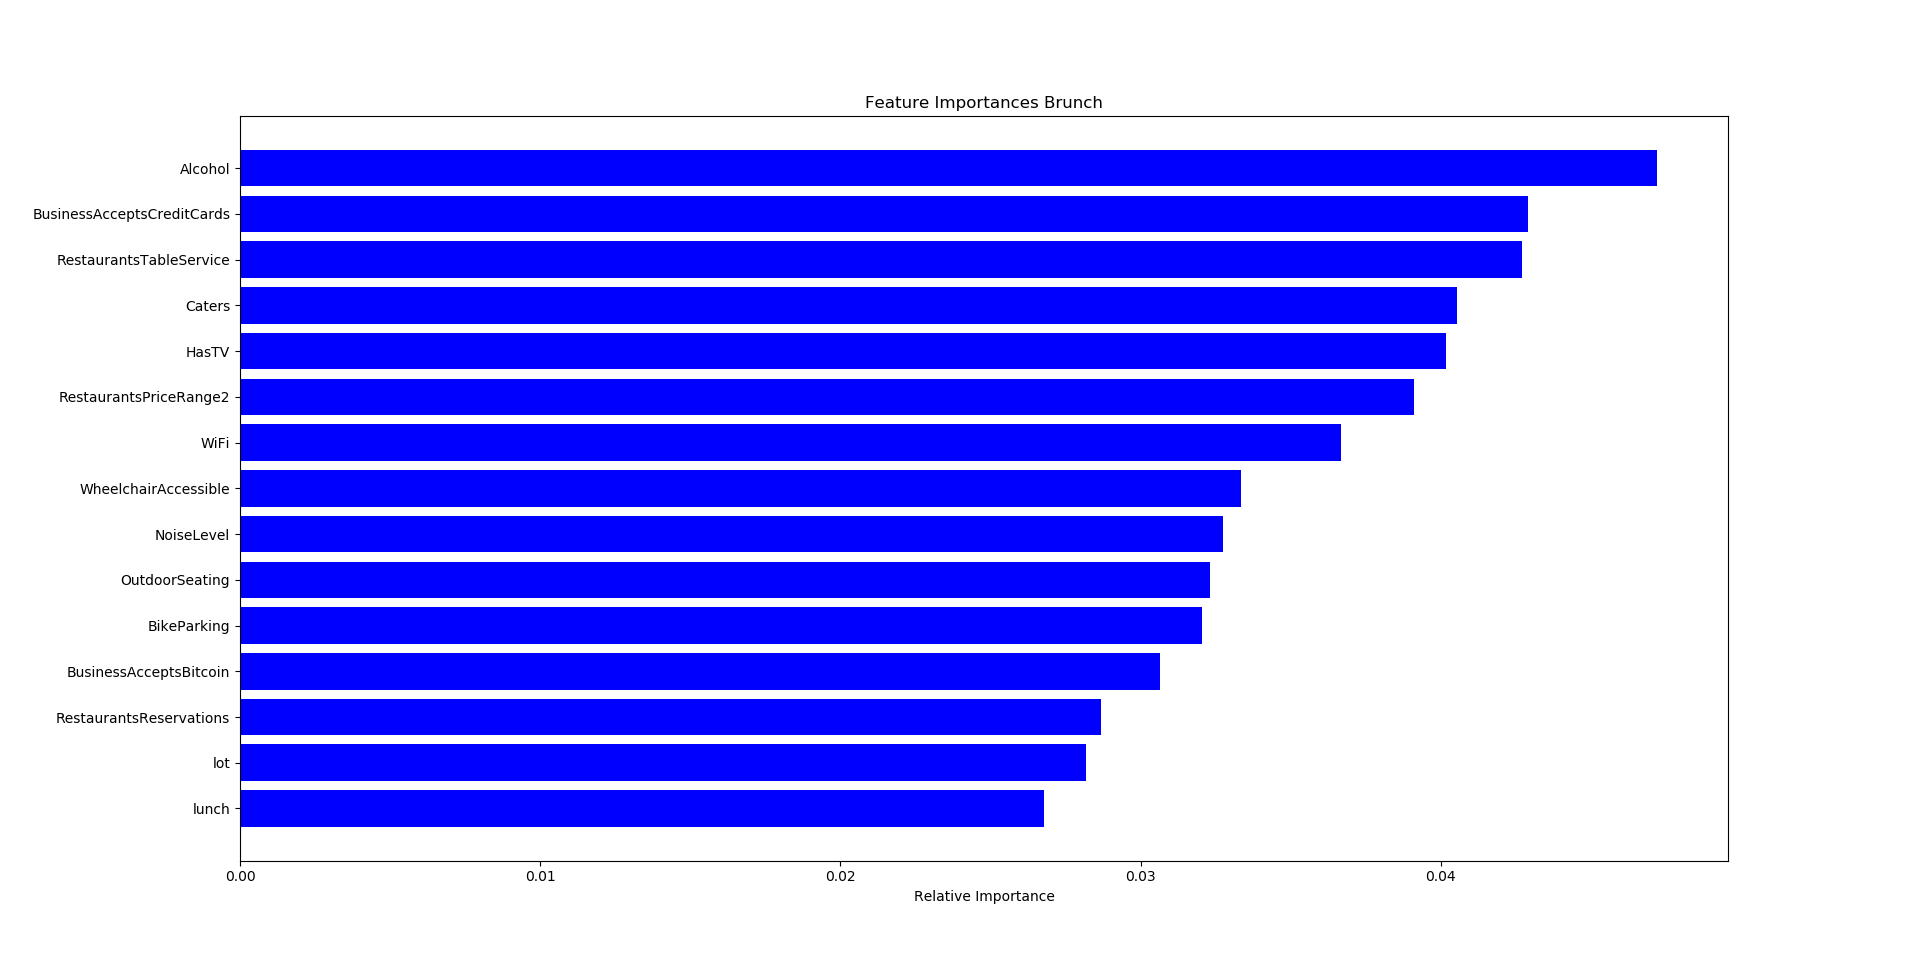 Feature Importances Brunch
Alcohol
BusinessAcceptsCreditCards
RestaurantsTableService
Caters
HasTV
RestaurantsPriceRange2
WiFi
WheelchairAccessible
NoiseLevel
OutdoorSeating
BikeParking
BusinessAcceptsBitcoin
RestaurantsReservations
lot
lunch
0.00 0.01 0.02 0.03 0.04
Relative Importance